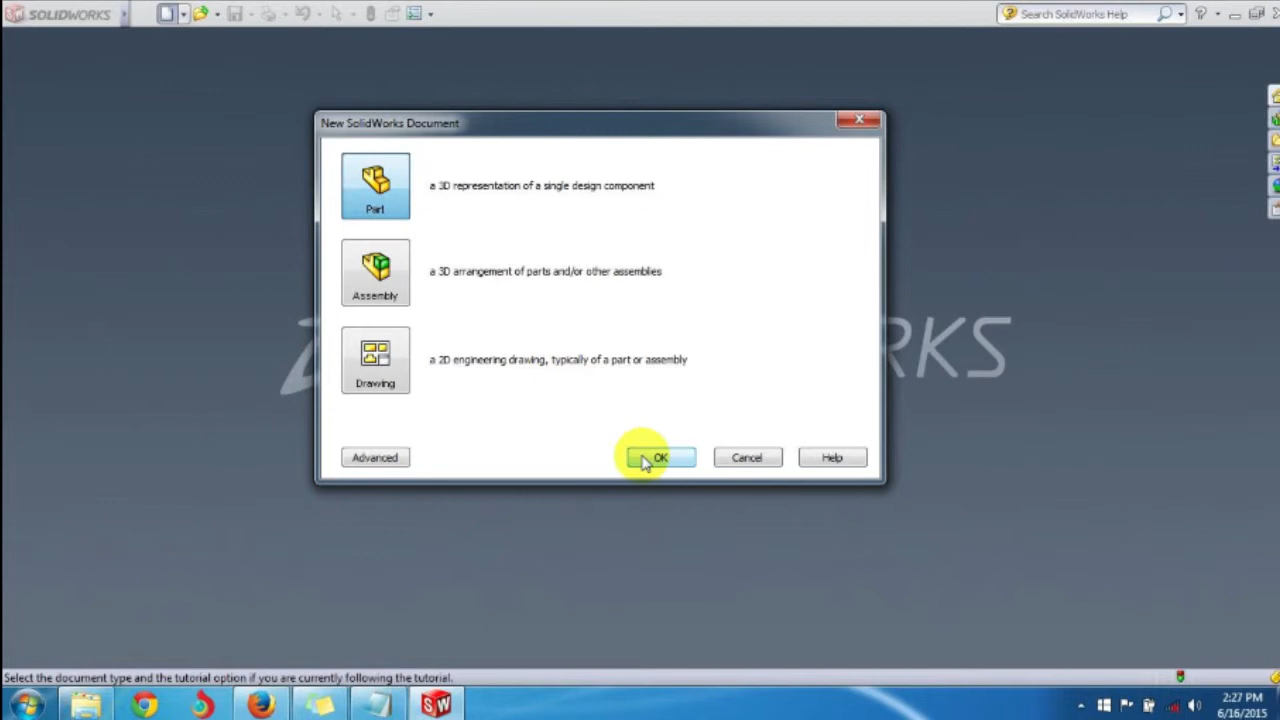 SOLIDWORKS
Search SolidWorks Help
New SolidWorks Document
Part
a 3D representation of a single design component
Assembly
a 3D arrangement of parts and/or other assemblies
Drawing
a 2D engineering drawing, typically of a part or assembly
RKS
Advanced
OK
Cancel
Help
Select the document type and the tutorial option if you are currently following the tutorial.
SW
2:27 PM
6/16/2015